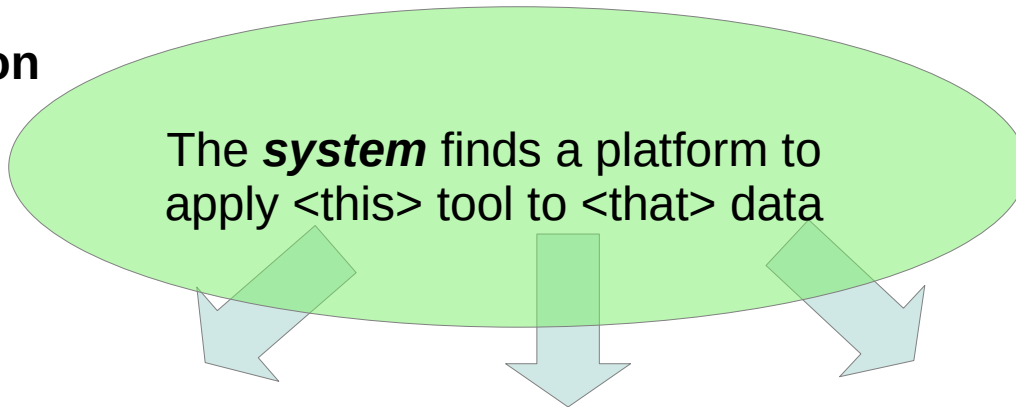 on
The system finds a platform to
apply <this> tool to <that> data